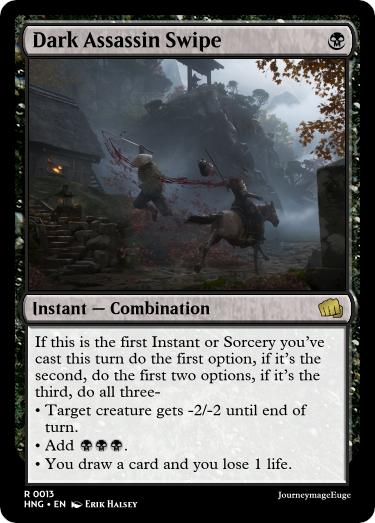 Dark Assassin Swipe
Instant — Combination
If this is the first Instant or Sorcery you've
cast this turn do the first option, if it's the
second, do the first two options, if it's the
third, do all three-
• Target creature gets -2/-2 until end of
turn.
• Add .
• You draw a card and you lose 1 life.
R 0013
HNG • EN Erik Halsey
JourneymageEuge